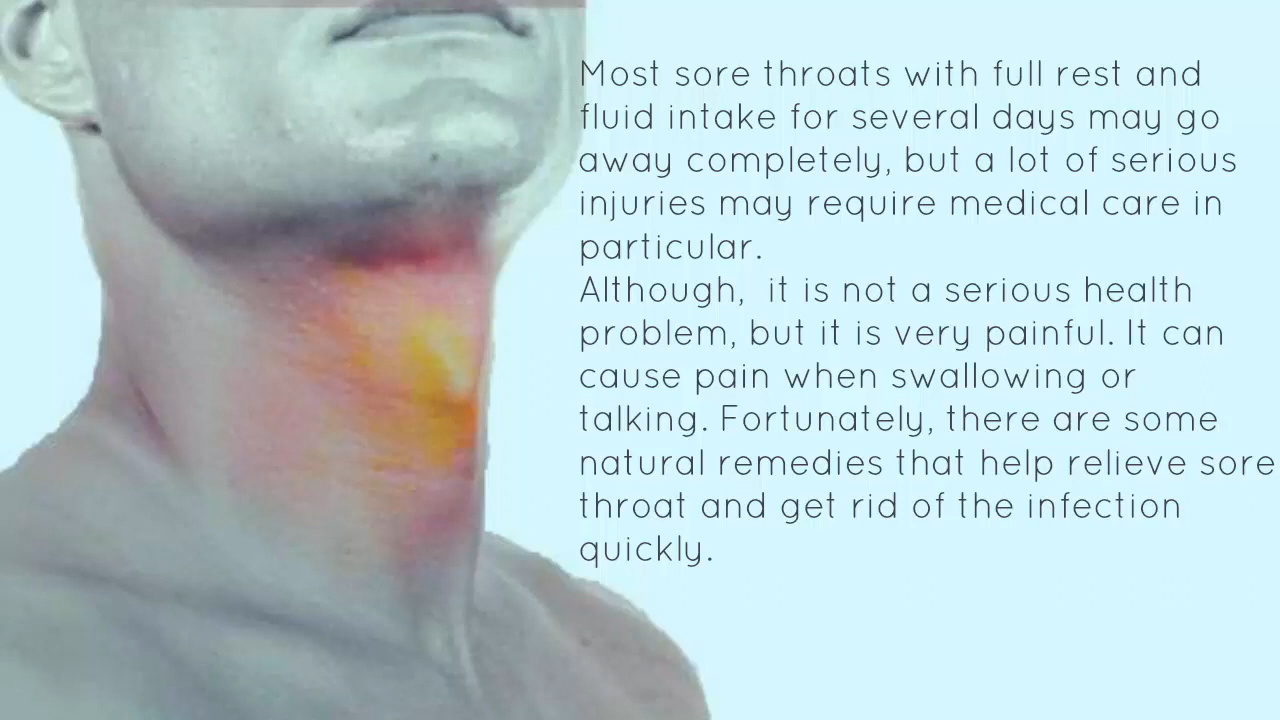 Most sore throats with full rest and
fluid intake for several days may go
away completely, but a lot of serious
injuries may require medical care in
particular.
Although,  it is not a serious health
problem, but it is very painful. It can
cause pain when swallowing or
talking. Fortunately, there are some
natural remedies that help relieve sore
throat and get rid of the infection
quickly.